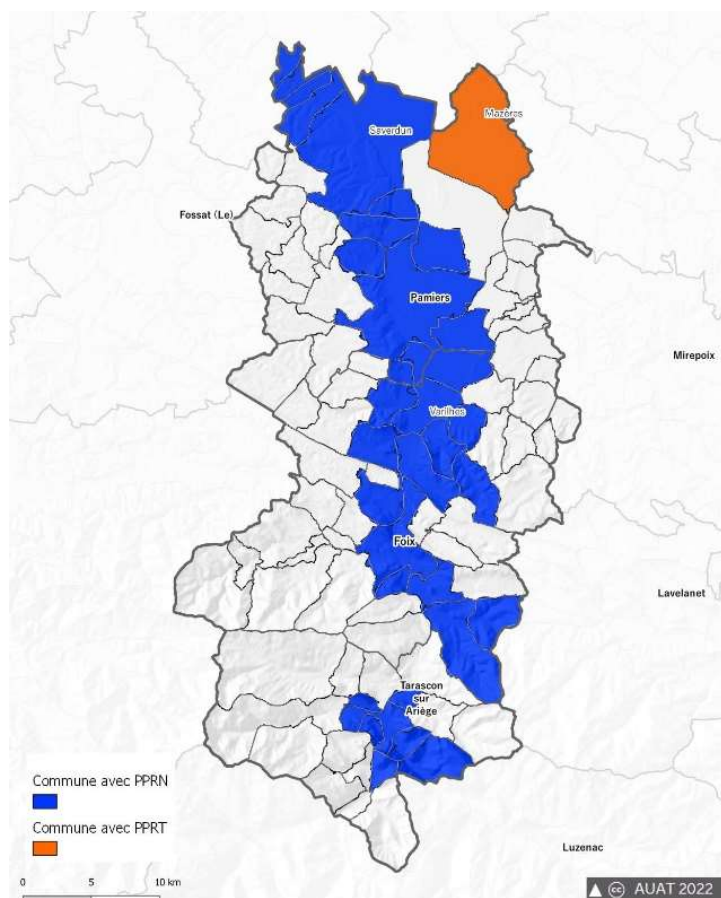 Mazères
Saverdun
Fossat (Le)
Pamiers
Mirepoix
Varilhes
Foix
Lavelanet
Tarascon
sur
Ariège
Commune avec PPRN
Commune avec PPRT
Luzenac
0 5 10 km
AUAT 2022